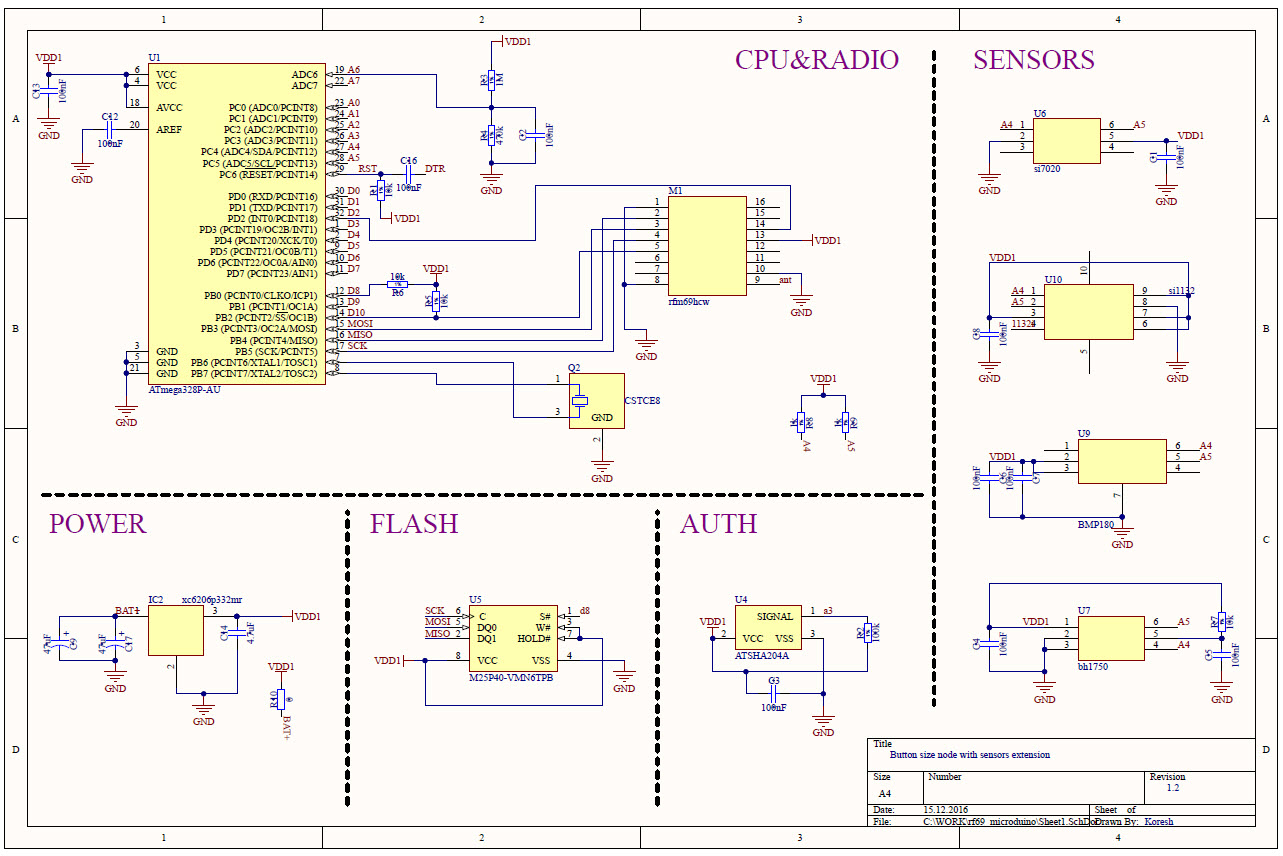 1 2 3 4
CPU&RADIO
SENSORS
VDD1
U1
C13
100nF
GND
C12
100nF
GND
6 VCC
4 VCC
18 AVCC
20 AREF
3 GND
5 GND
21 GND
GND
ADC6 19 A6
ADC7 22 A7
PC0 (ADC0/PCINT8) 23 A0
PC1 (ADC1/PCINT9) 24 A1
PC2 (ADC2/PCINT10) 25 A2
PC3 (ADC3/PCINT11) 26 A3
PC4 (ADC4/SDA/PCINT12) 27 A4
PC5 (ADC5/SCL/PCINT13) 28 A5
PC6 (RESET/PCINT14) 29 RST
PD0 (RXD/PCINT16) 30 D0
PD1 (TXD/PCINT17) 31 D1
PD2 (INT0/PCINT18) 32 D2
PD3 (PCINT19/OC2B/INT1) 1 D3
PD4 (PCINT20/XCK/T0) 2 D4
PD5 (PCINT21/OC0B/T1) 9 D5
PD6 (PCINT22/OC0A/AIN0) 10 D6
PD7 (PCINT23/AIN1) 11 D7
PB0 (PCINT0/CLKO/ICP1) 12 D8
PB1 (PCINT1/OC1A) 13 D9
PB2 (PCINT2/SS/OC1B) 14 D10
PB3 (PCINT3/OC2A/MOSI) 15 MOSI
PB4 (PCINT4/MISO) 16 MISO
PB5 (SCK/PCINT5) 17 SCK
PB6 (PCINT6/XTAL1/TOSC1) 7
PB7 (PCINT7/XTAL2/TOSC2) 8
ATmega328P-AU
C16
100nF
DTR
R1
10k
VDD1
VDD1
R3
1M
R4
470k
C2
100nF
GND
10k
R6
VDD1
R5
10k
M1
1 16
2 15
3 14
4 13 VDD1
5 12
6 11
7 10
8 9 ant
rfm69hcw
GND
GND
Q2
1
3
GND
2
CSTCE8
GND
VDD1
R8
1k
R9
1k
A4
A5
U6
A4 1 6 A5
2 5 VDD1
3 4
si7020
C1
100nF
GND
GND
VDD1
10
U10
A4 1 9 si1132
A5 2 8
3 7
4 6
5
C8
100nF
GND
GND
U9
VDD1
1 6 A4
2 5 A5
3 4
7
100nF
C6
100nF
C7
BMP180
GND
U7
VDD1 1 6 A5
2 5
3 4 A4
bh1750
C4
100nF
GND
R7
10k
C5
100nF
GND
POWER
BAT+
IC2
xc6206p332mr
3
2
VDD1
47uF
C9
47uF
C17
C14
4.7uF
GND
GND
VDD1
R10
0
BAT+
FLASH
U5
SCK 6 C
MOSI 5 DQ0
MISO 2 DQ1
VDD1 8 VCC
S# 1 d8
W# 3
HOLD# 7
VSS 4
M25P40-VMN6TPB
GND
AUTH
U4
SIGNAL 1 a3
VDD1 2 VCC
VSS 3
ATSHA204A
R2
100k
C3
100nF
GND
Title
Button size node with sensors extension
Size
A4
Number
Revision
1.2
Date: 15.12.2016 Sheet of
File: Drawn By: Koresh
A B C D
A B C D
1 2 3 4